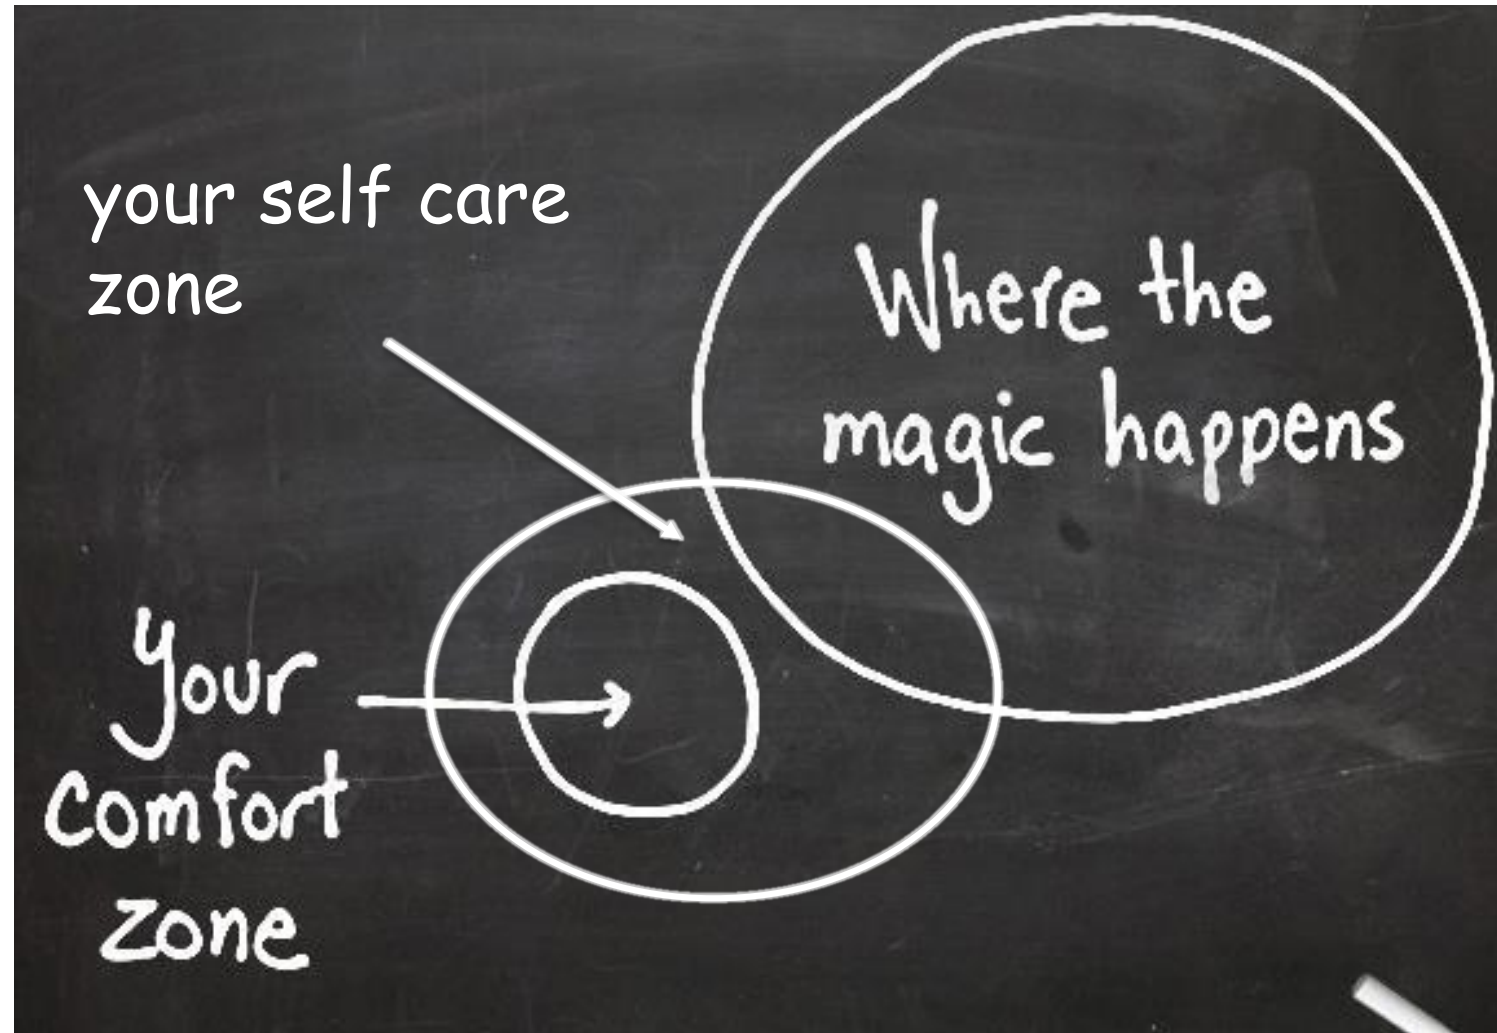 your self care
zone
Where the
magic happens
Your
comfort
zone